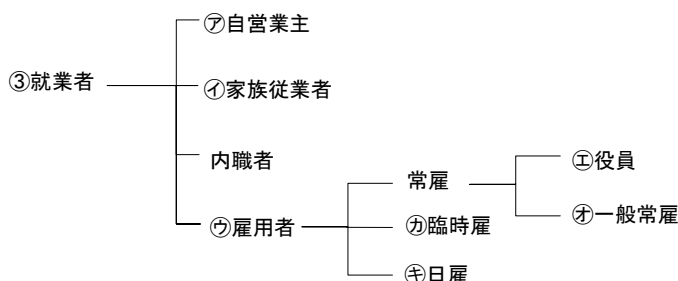 ㋐自営業主
③就業者
㋑家族従業者
内職者
㋓役員
常雇
㋒雇用者
㋔一般常雇
㋕臨時雇
㋖日雇